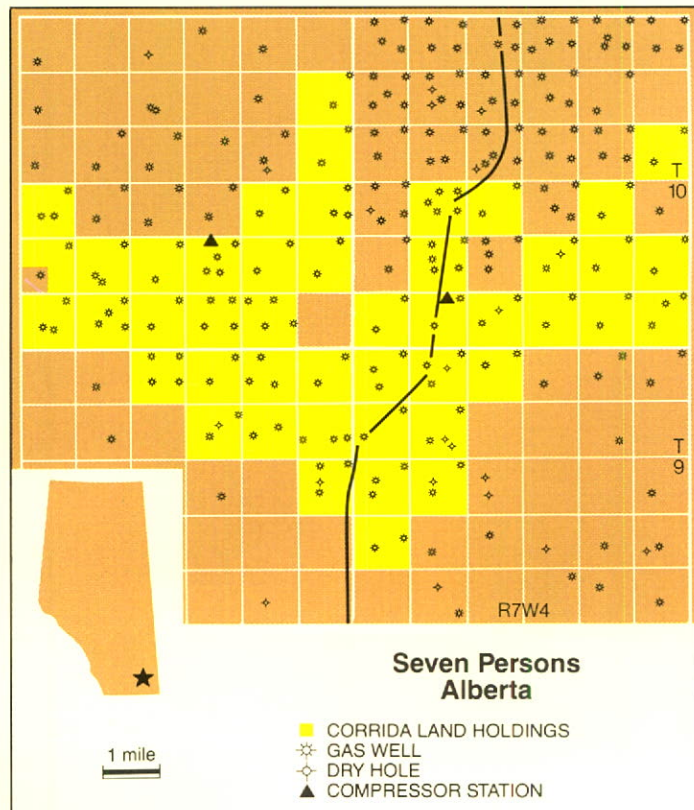 T
10
T
9
R7W4
Seven Persons
Alberta
CORRIDA LAND HOLDINGS
GAS WELL
DRY HOLE
COMPRESSOR STATION
1 mile